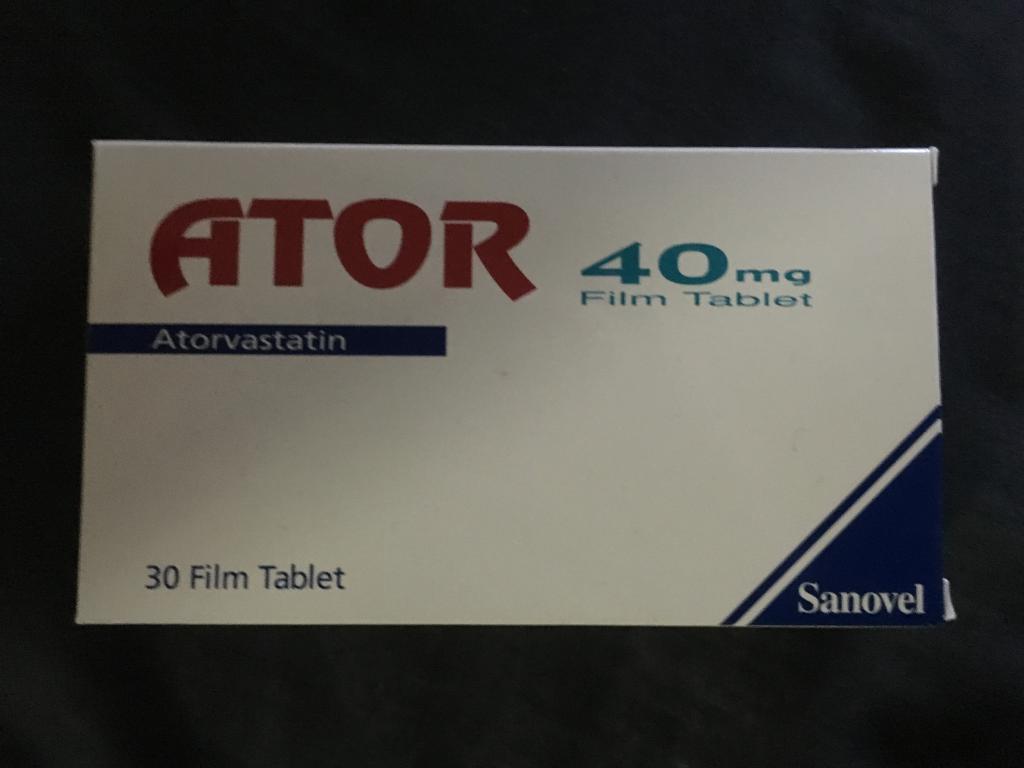 ATOR
40mg
Film Tablet
Atorvastatin
30 Film Tablet
Sanovel